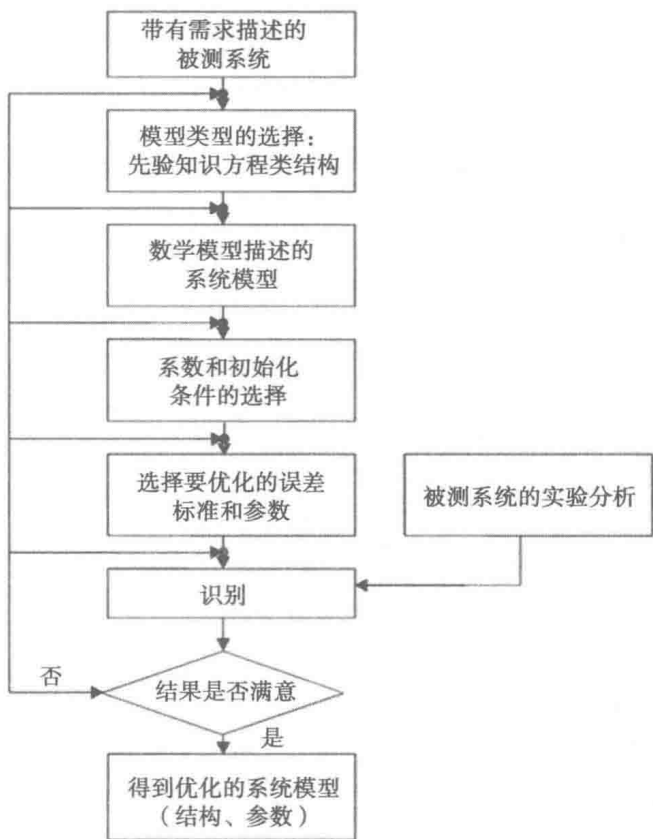 带有需求描述的
被测系统
模型类型的选择：
先验知识方程类结构
数学模型描述的
系统模型
系数和初始化
条件的选择
选择要优化的误差
标准和参数
被测系统的实验分析
识别
否
结果是否满意
是
得到优化的系统模型
（结构、参数）